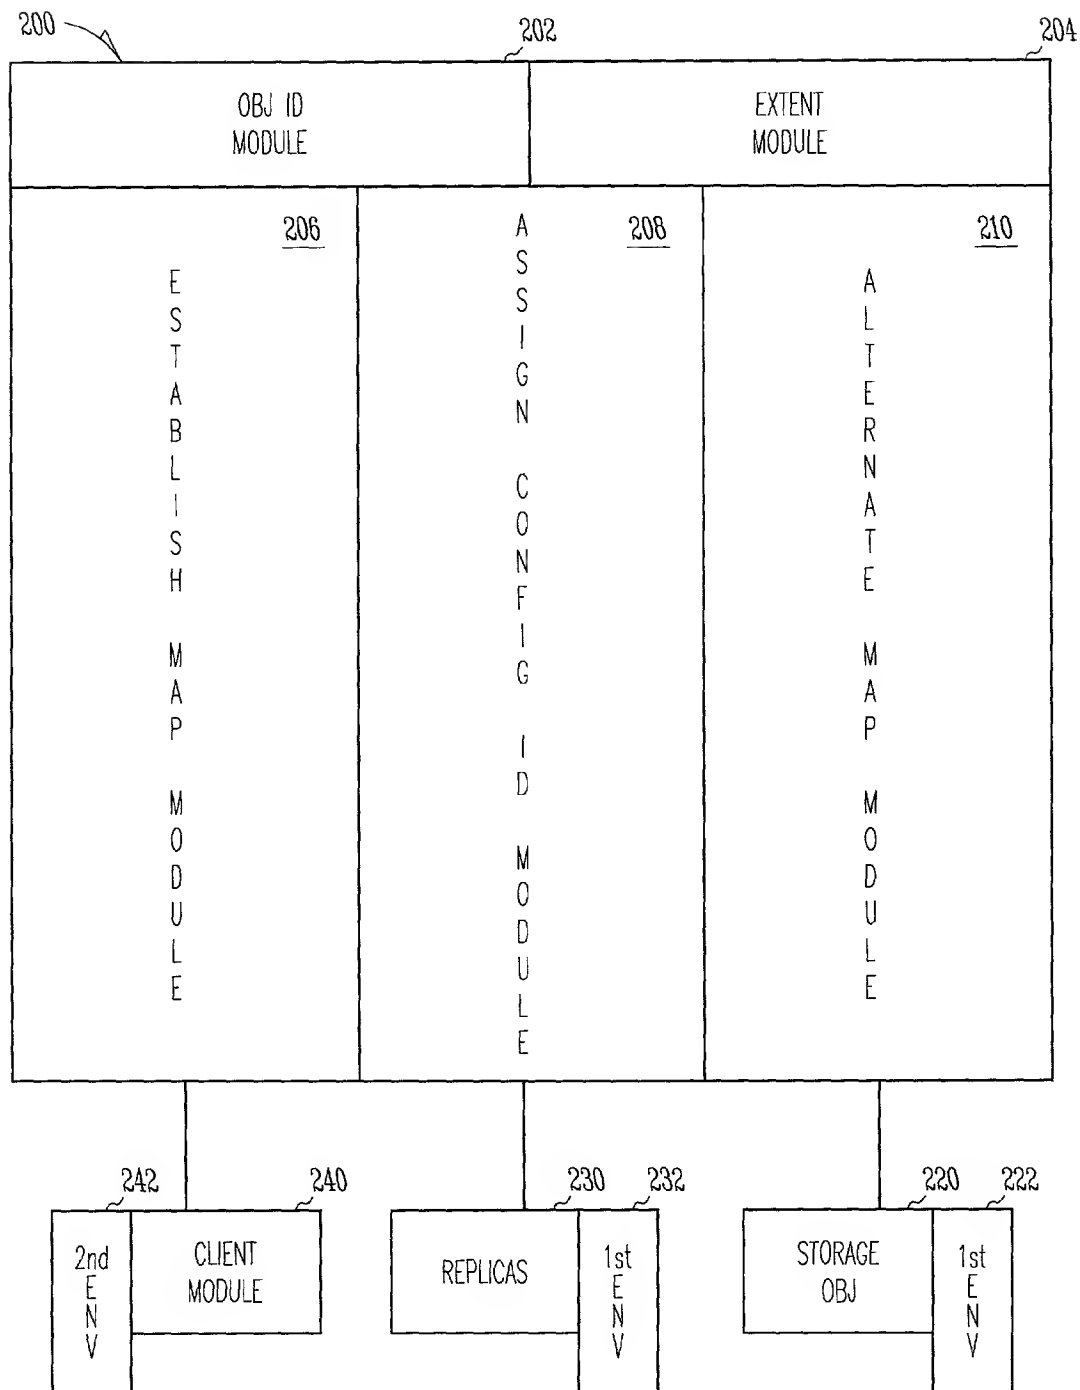 200
202
204
OBJ ID
MODULE
EXTENT
MODULE
206
ESTABLISH MAP MODULE
208
ASSIGN CONFIG ID MODULE
210
ALTERNATE MAP MODULE
242
240
2nd
ENV
CLIENT
MODULE
230
232
REPLICAS
1st
ENV
220
222
STORAGE
OBJ
1st
ENV